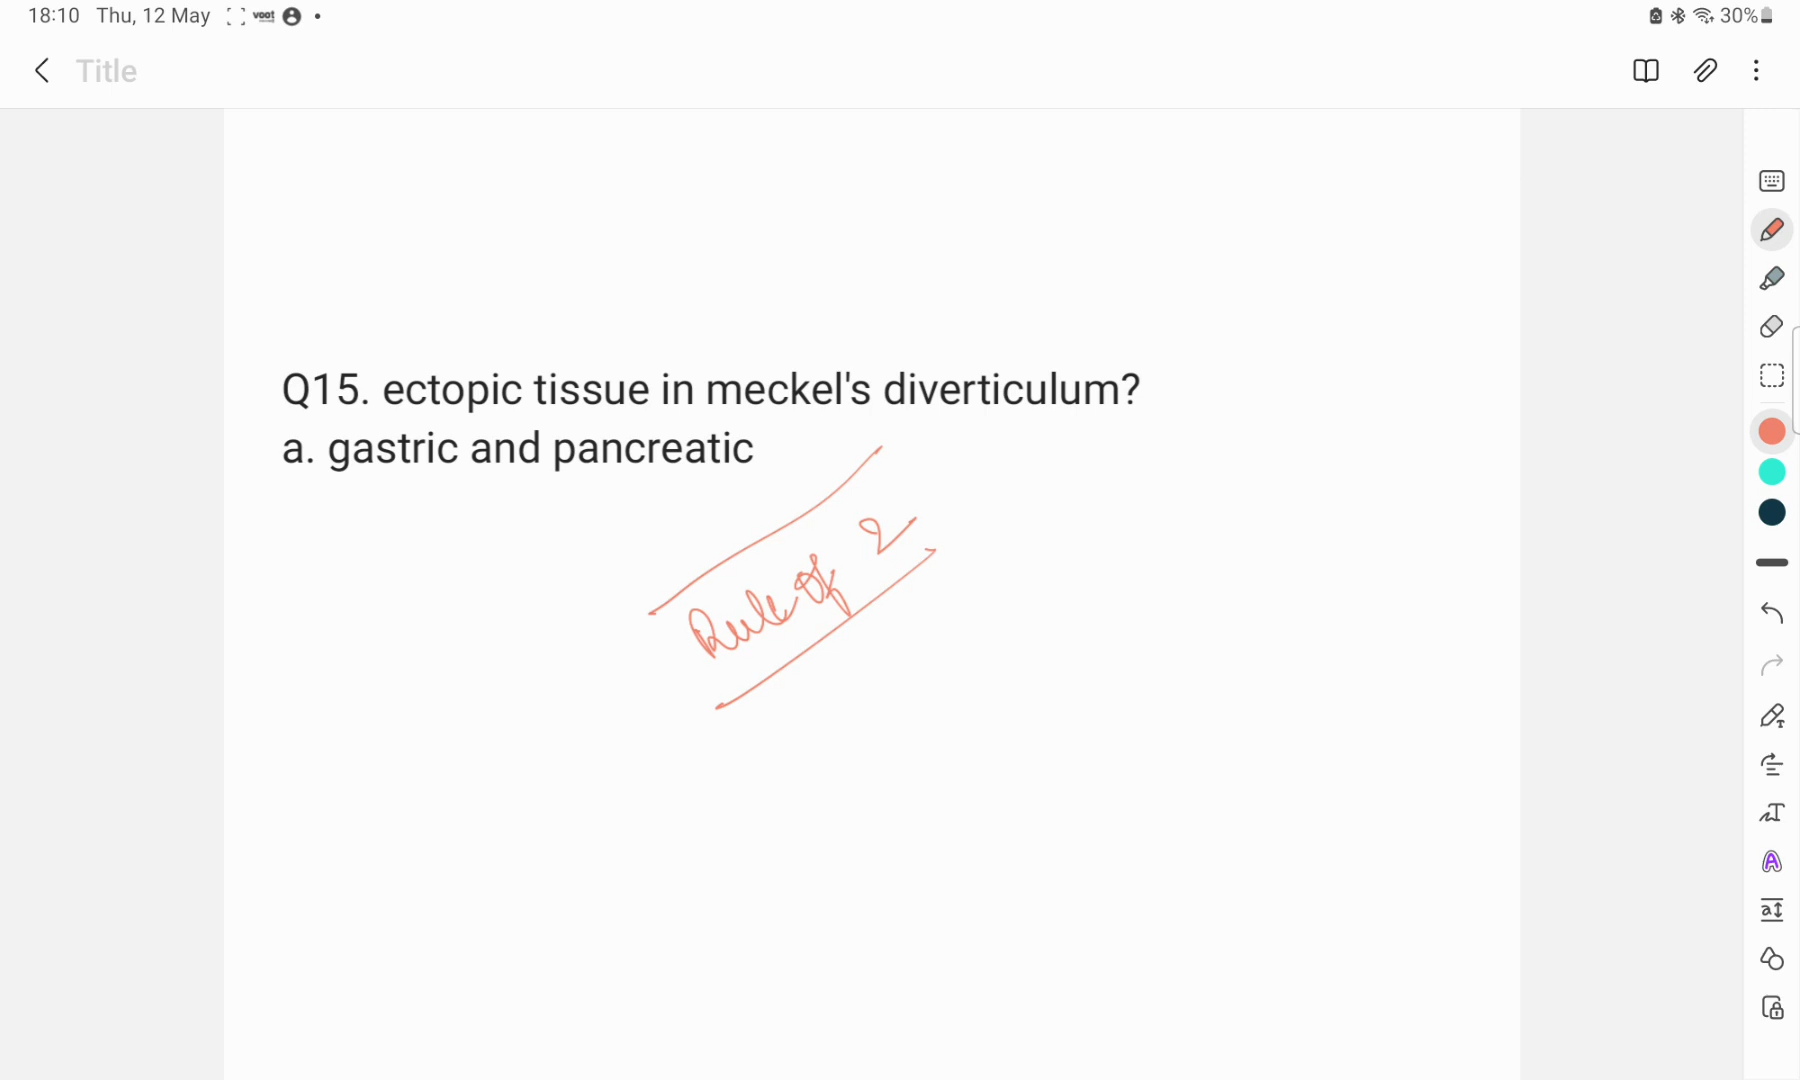 18:10 Thu, 12 May voot 30%
Title
Q15. ectopic tissue in meckel's diverticulum?
a. gastric and pancreatic
Rule of 2